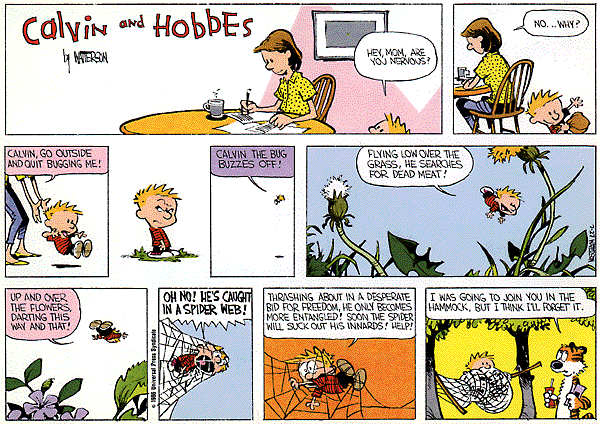 Calvin and HobbEs
by WATTERSON
HEY, MOM, ARE
YOU NERVOUS?
NO...WHY?
CALVIN, GO OUTSIDE
AND QUIT BUGGING ME!
CALVIN THE BUG
BUZZES OFF!
FLYING LOW OVER THE
GRASS, HE SEARCHES
FOR DEAD MEAT!
UP AND OVER
THE FLOWERS,
DARTING THIS
WAY AND THAT!
© 1986 Universal Press Syndicate
OH NO! HE'S CAUGHT
IN A SPIDER WEB!
THRASHING ABOUT IN A DESPERATE
BID FOR FREEDOM, HE ONLY BECOMES
MORE ENTANGLED! SOON THE SPIDER
WILL SUCK OUT HIS INNARDS! HELP!
I WAS GOING TO JOIN YOU IN THE
HAMMOCK, BUT I THINK I'LL FORGET IT.